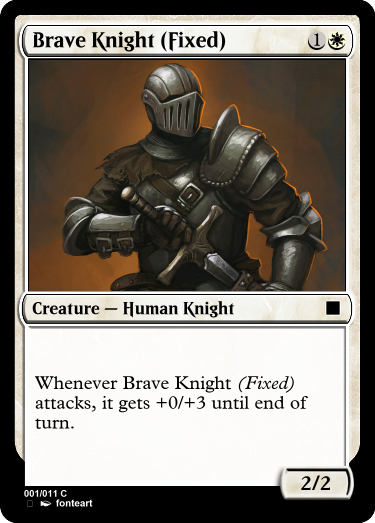 Brave Knight (Fixed) 1
Creature — Human Knight
Whenever Brave Knight (Fixed)
attacks, it gets +0/+3 until end of
turn.
2/2
001/011 C
fonteart